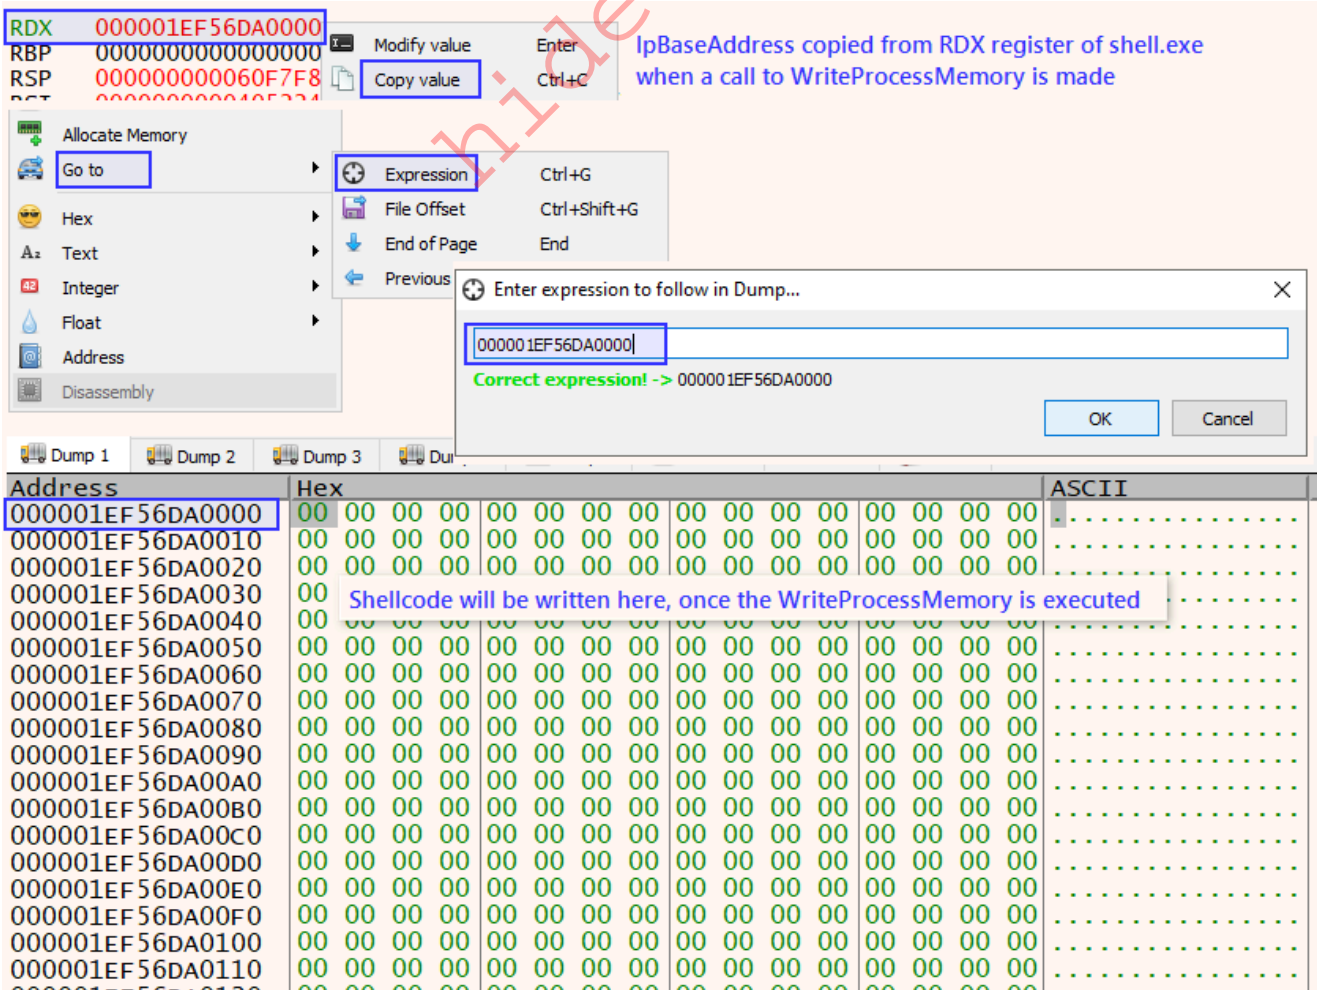 RDX 000001EF56DA0000
RBP 0000000000000000
RSP 000000000060F7F8
Modify value Enter
Copy value Ctrl+C
lpBaseAddress copied from RDX register of shell.exe
when a call to WriteProcessMemory is made
hide
Allocate Memory
Go to
Hex
Text
Integer
Float
Address
Disassembly
Expression Ctrl+G
File Offset Ctrl+Shift+G
End of Page End
Previous
Enter expression to follow in Dump...
000001EF56DA0000
Correct expression! -> 000001EF56DA0000
OK Cancel
Dump 1 Dump 2 Dump 3
Address Hex ASCII
000001EF56DA0000 00 00 00 00 00 00 00 00 00 00 00 00 00 00 00 00 ................
000001EF56DA0010 00 00 00 00 00 00 00 00 00 00 00 00 00 00 00 00 ................
000001EF56DA0020 00 00 00 00 00 00 00 00 00 00 00 00 00 00 00 00 ................
000001EF56DA0030 00
Shellcode will be written here, once the WriteProcessMemory is executed
000001EF56DA0040 00 00 00 00 00 00 00 00 00 00 00 00 00 00 00 00 ................
000001EF56DA0050 00 00 00 00 00 00 00 00 00 00 00 00 00 00 00 00 ................
000001EF56DA0060 00 00 00 00 00 00 00 00 00 00 00 00 00 00 00 00 ................
000001EF56DA0070 00 00 00 00 00 00 00 00 00 00 00 00 00 00 00 00 ................
000001EF56DA0080 00 00 00 00 00 00 00 00 00 00 00 00 00 00 00 00 ................
000001EF56DA0090 00 00 00 00 00 00 00 00 00 00 00 00 00 00 00 00 ................
000001EF56DA00A0 00 00 00 00 00 00 00 00 00 00 00 00 00 00 00 00 ................
000001EF56DA00B0 00 00 00 00 00 00 00 00 00 00 00 00 00 00 00 00 ................
000001EF56DA00C0 00 00 00 00 00 00 00 00 00 00 00 00 00 00 00 00 ................
000001EF56DA00D0 00 00 00 00 00 00 00 00 00 00 00 00 00 00 00 00 ................
000001EF56DA00E0 00 00 00 00 00 00 00 00 00 00 00 00 00 00 00 00 ................
000001EF56DA00F0 00 00 00 00 00 00 00 00 00 00 00 00 00 00 00 00 ................
000001EF56DA0100 00 00 00 00 00 00 00 00 00 00 00 00 00 00 00 00 ................
000001EF56DA0110 00 00 00 00 00 00 00 00 00 00 00 00 00 00 00 00 ................